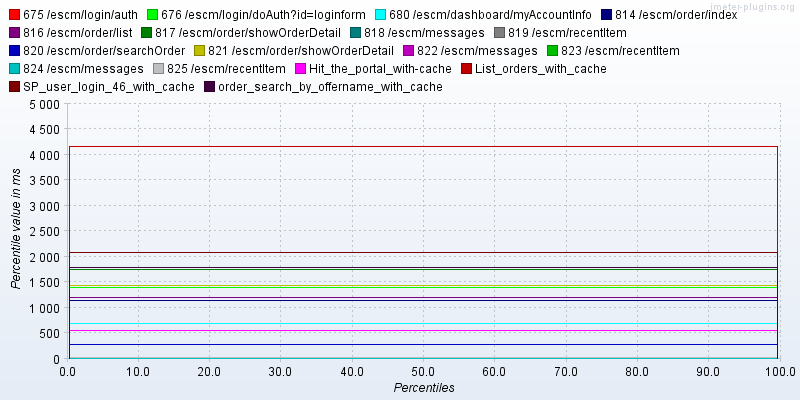 jmeter-plugins.org
675 /escm/login/auth 676 /escm/login/doAuth?id=loginform 680 /escm/dashboard/myAccountInfo 814 /escm/order/index
816 /escm/order/list 817 /escm/order/showOrderDetail 818 /escm/messages 819 /escm/recentItem
820 /escm/order/searchOrder 821 /escm/order/showOrderDetail 822 /escm/messages 823 /escm/recentItem
824 /escm/messages 825 /escm/recentItem Hit_the_portal_with-cache List_orders_with_cache
SP_user_login_46_with_cache order_search_by_offername_with_cache
5 000
4 500
4 000
3 500
3 000
2 500
2 000
1 500
1 000
500
0
Percentile value in ms
0.0 10.0 20.0 30.0 40.0 50.0 60.0 70.0 80.0 90.0 100.0
Percentiles